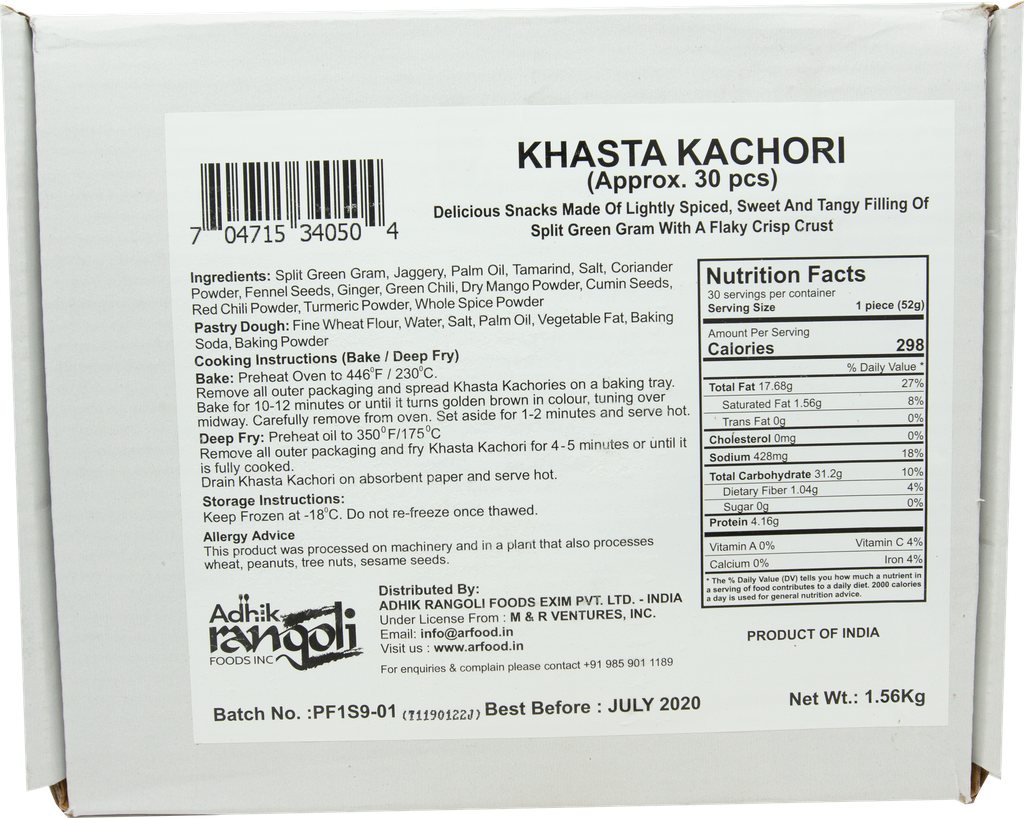 KHASTA KACHORI
(Approx. 30 pcs)
Delicious Snacks Made Of Lightly Spiced, Sweet And Tangy Filling Of
Split Green Gram With A Flaky Crisp Crust
7 04715 34050 4
Ingredients: Split Green Gram, Jaggery, Palm Oil, Tamarind, Salt, Coriander
Powder, Fennel Seeds, Ginger, Green Chili, Dry Mango Powder, Cumin Seeds,
Red Chili Powder, Turmeric Powder, Whole Spice Powder
Pastry Dough: Fine Wheat Flour, Water, Salt, Palm Oil, Vegetable Fat, Baking
Soda, Baking Powder
Cooking Instructions (Bake / Deep Fry)
Bake: Preheat Oven to 446°F / 230°C.
Remove all outer packaging and spread Khasta Kachories on a baking tray.
Bake for 10-12 minutes or until it turns golden brown in colour, tuning over
midway. Carefully remove from oven. Set aside for 1-2 minutes and serve hot.
Deep Fry: Preheat oil to 350°F/175°C
Remove all outer packaging and fry Khasta Kachori for 4-5 minutes or until it
is fully cooked.
Drain Khasta Kachori on absorbent paper and serve hot.
Storage Instructions:
Keep Frozen at -18°C. Do not re-freeze once thawed.
Allergy Advice
This product was processed on machinery and in a plant that also processes
wheat, peanuts, tree nuts, sesame seeds.
Nutrition Facts
30 servings per container
Serving Size 1 piece (52g)
Amount Per Serving
Calories 298
% Daily Value *
Total Fat 17.68g 27%
Saturated Fat 1.56g 8%
Trans Fat 0g 0%
Cholesterol 0mg 0%
Sodium 428mg 18%
Total Carbohydrate 31.2g 10%
Dietary Fiber 1.04g 4%
Sugar 0g 0%
Protein 4.16g
Vitamin A 0% Vitamin C 4%
Calcium 0% Iron 4%
* The % Daily Value (DV) tells you how much a nutrient in
a serving of food contributes to a daily diet. 2000 calories
a day is used for general nutrition advice.
Adhik
rangoli
FOODS INC
Distributed By:
ADHIK RANGOLI FOODS EXIM PVT. LTD. - INDIA
Under License From : M & R VENTURES, INC.
Email: info@arfood.in
Visit us : www.arfood.in
For enquiries & complain please contact +91 985 901 1189
PRODUCT OF INDIA
Batch No. :PF1S9-01 (T1190122J) Best Before : JULY 2020
Net Wt.: 1.56Kg